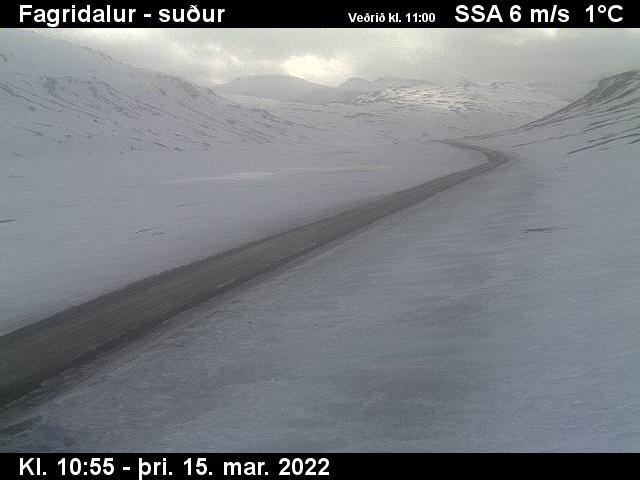 Fagridalur - suður Veðrið kl. 11:00 SSA 6 m/s 1°C
Kl. 10:55 - þri. 15. mar. 2022